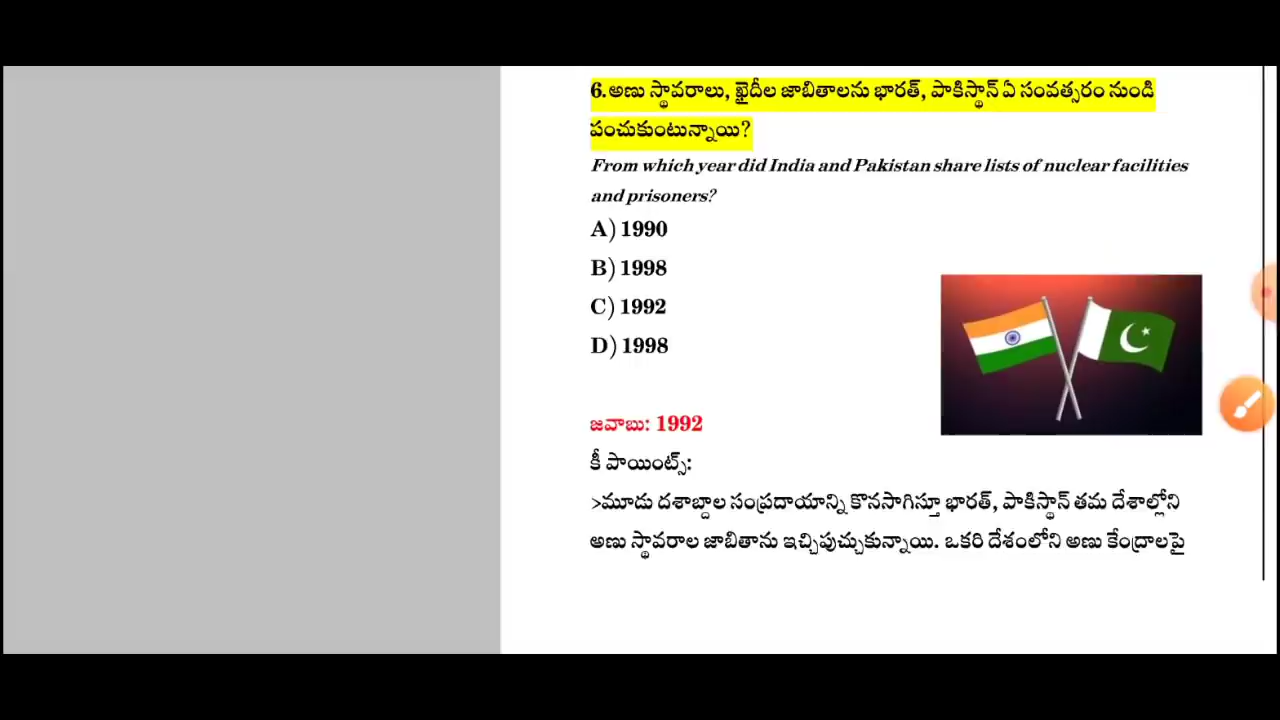 6.అణు స్థావరాలు, ఖైదీల జాబితాలను భారత్, పాకిస్థాన్ ఏ సంవత్సరం నుండి
పంచుకుంటున్నాయి?
From which year did India and Pakistan share lists of nuclear facilities
and prisoners?
A) 1990
B) 1998
C) 1992
D) 1998
జవాబు: 1992
కీ పాయింట్స్:
>మూడు దశాబ్దాల సంప్రదాయాన్ని కొనసాగిస్తూ భారత్, పాకిస్థాన్ తమ దేశాల్లోని
అణు స్థావరాల జాబితాను ఇచ్చిపుచ్చుకున్నాయి. ఒకరి దేశంలోని అణు కేంద్రాలపై